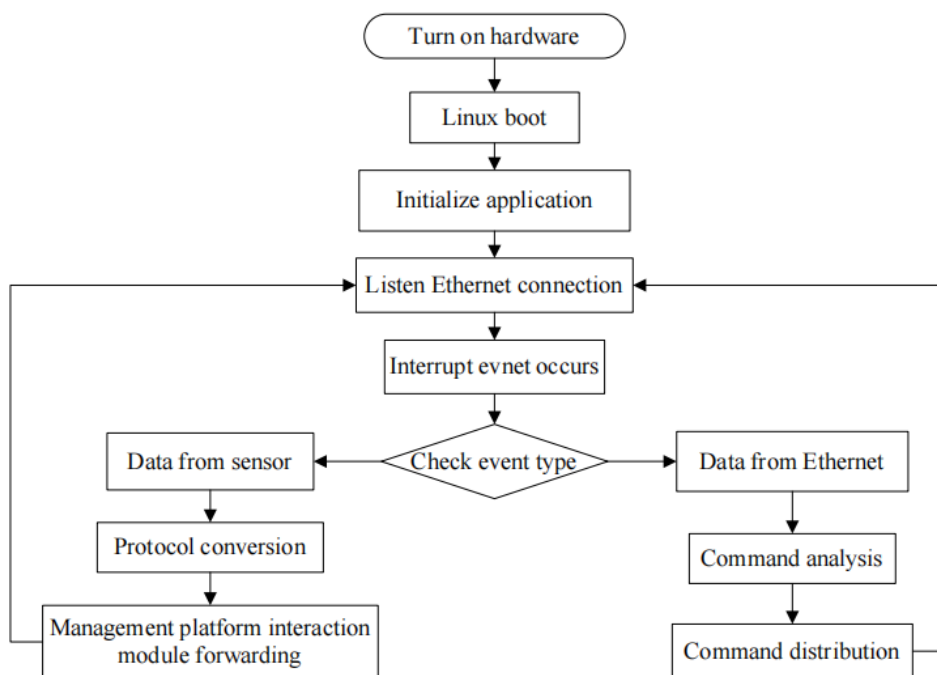 Turn on hardware
Linux boot
Initialize application
Listen Ethernet connection
Interrupt evnet occurs
Check event type
Data from sensor
Data from Ethernet
Protocol conversion
Command analysis
Management platform interaction
module forwarding
Command distribution